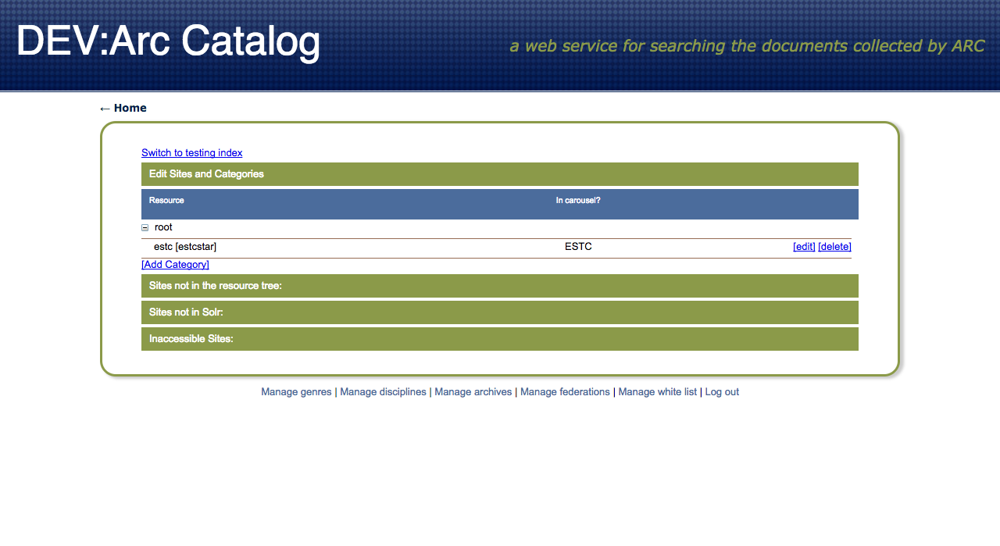 DEV:Arc Catalog
a web service for searching the documents collected by ARC
← Home
Switch to testing index
Edit Sites and Categories
Resource In carousel?
root
estc [estcstar] ESTC [edit] [delete]
[Add Category]
Sites not in the resource tree:
Sites not in Solr:
Inaccessible Sites:
Manage genres | Manage disciplines | Manage archives | Manage federations | Manage white list | Log out